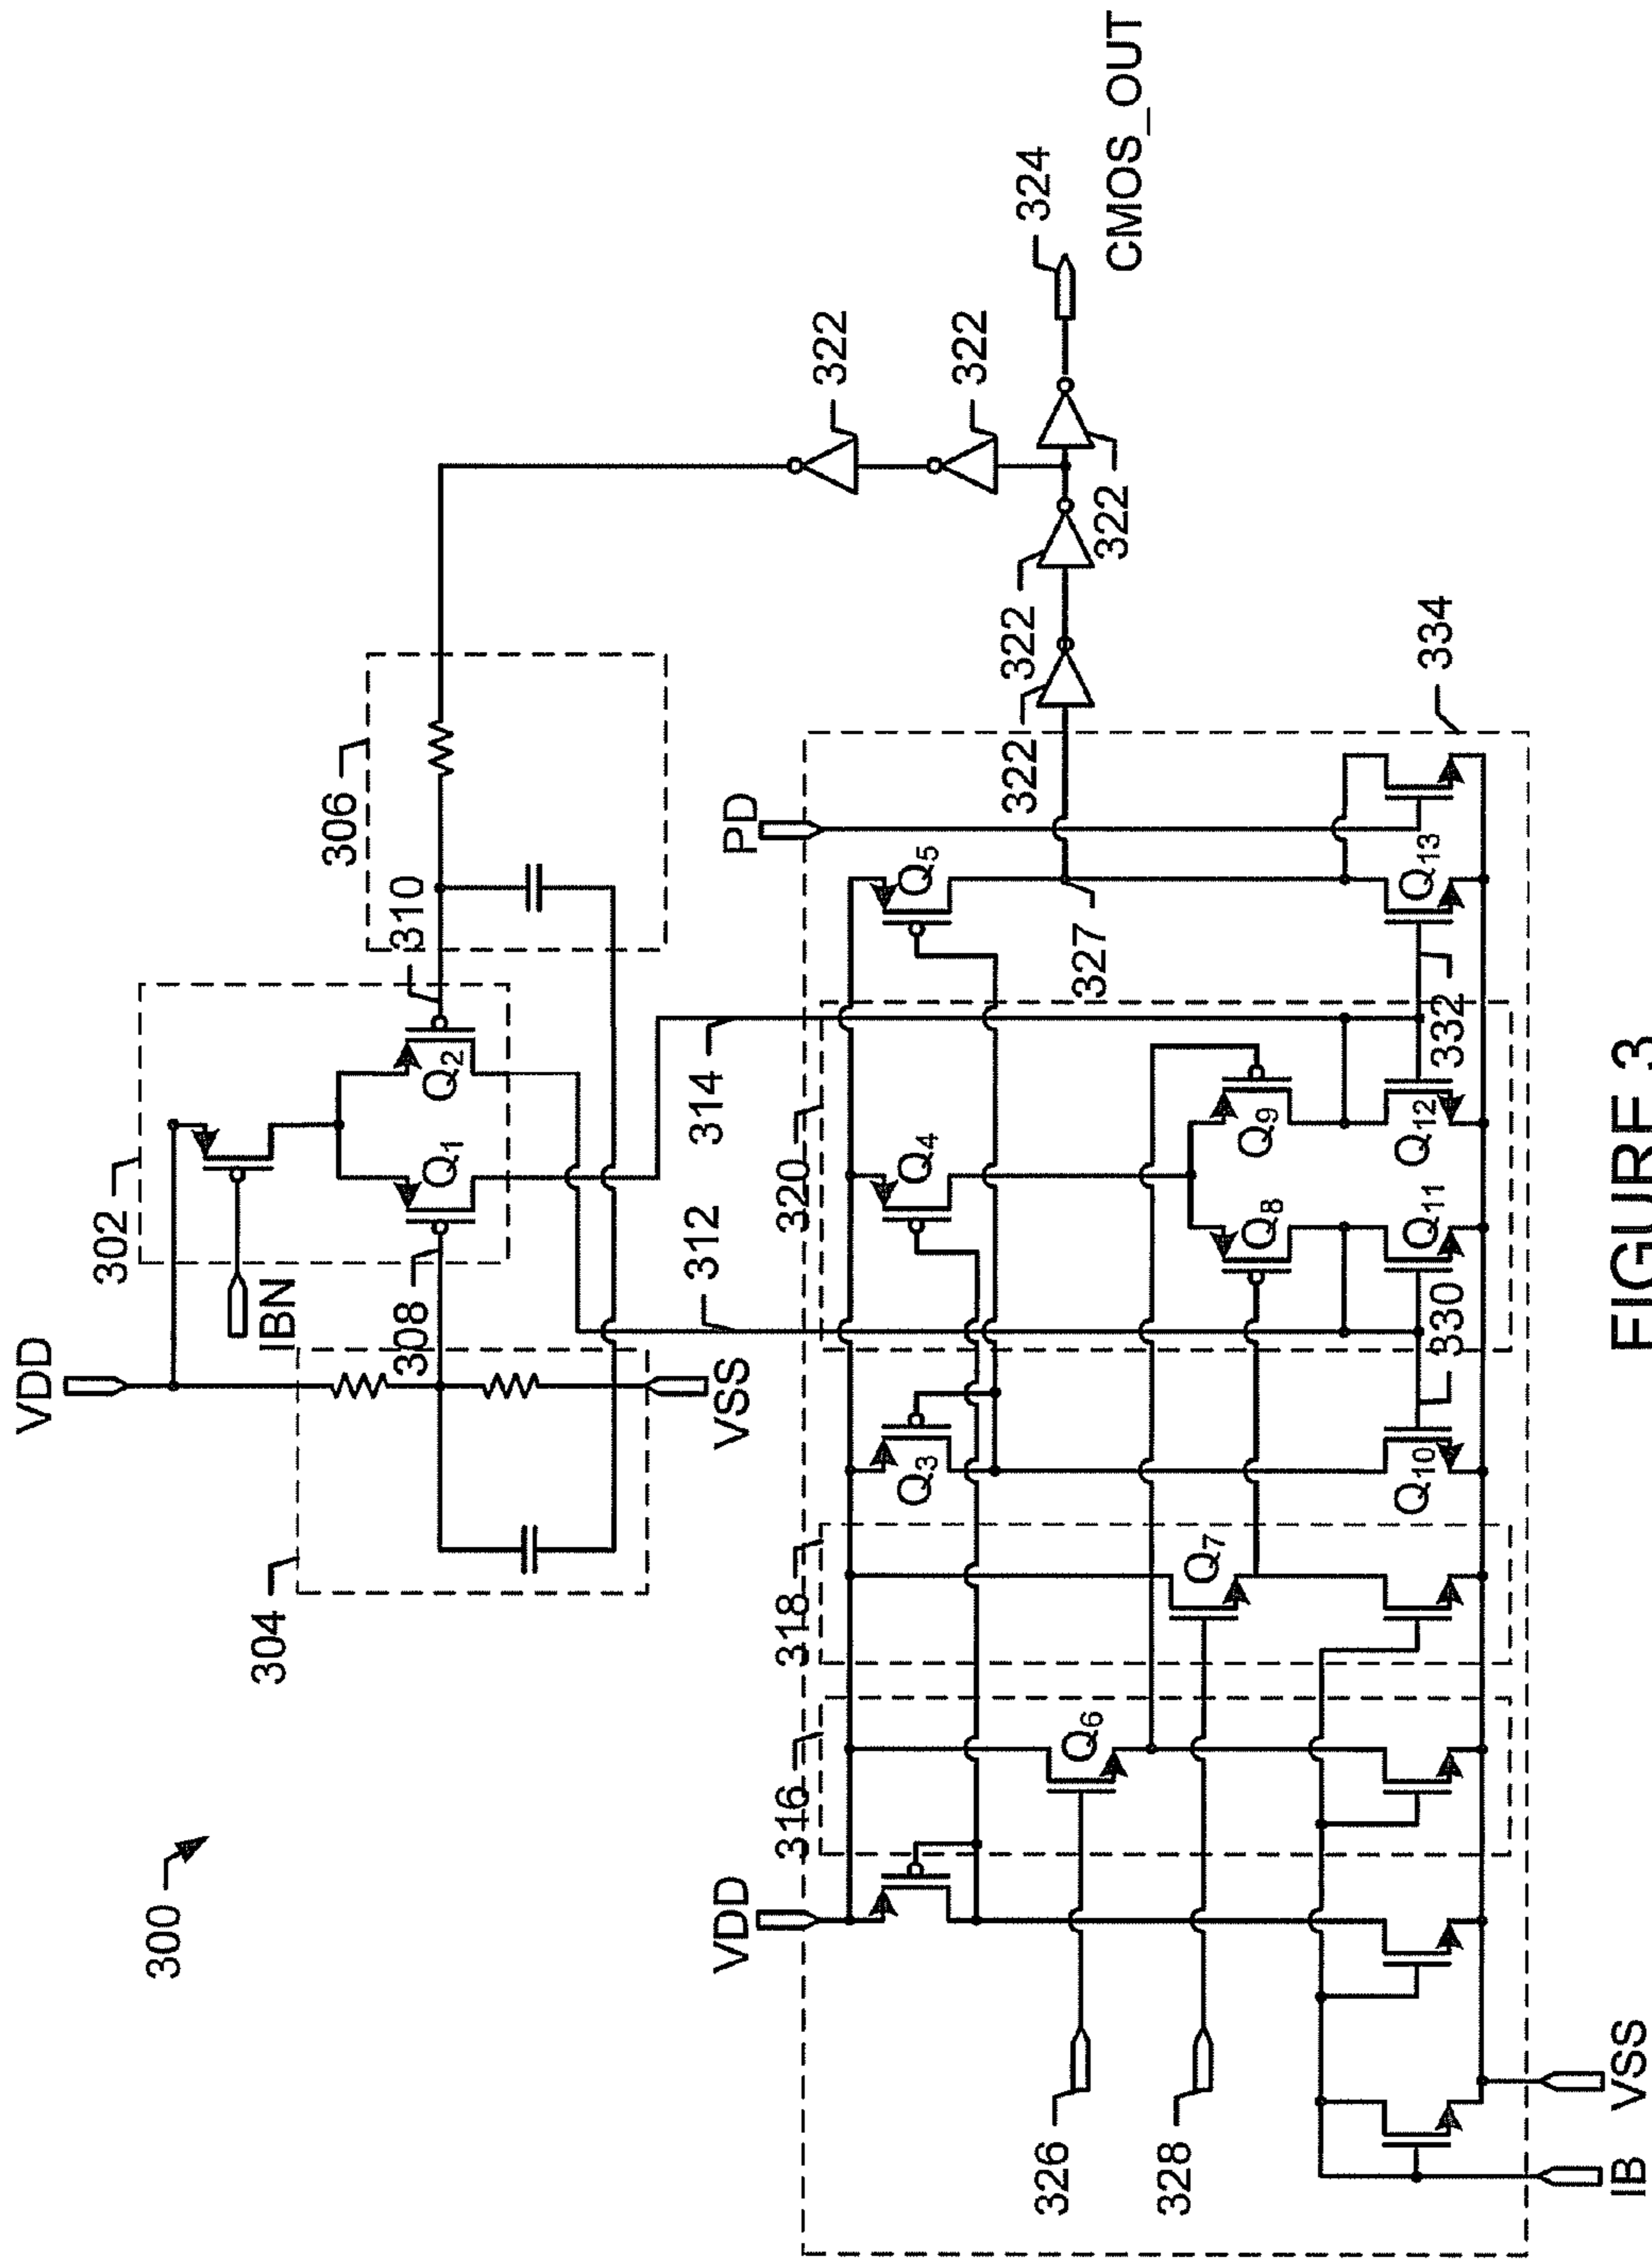 300
VDD
302
304
IBN
308
VSS
Q1
Q2
310
306
312
314
322
322
324
CMOS_OUT
322
322
322
VDD
316
318
320
PD
334
Q3
Q4
Q5
Q6
Q7
Q8
Q9
Q10
Q11
Q12
Q13
326
328
327
330
332
IB
VSS
FIGURE 3